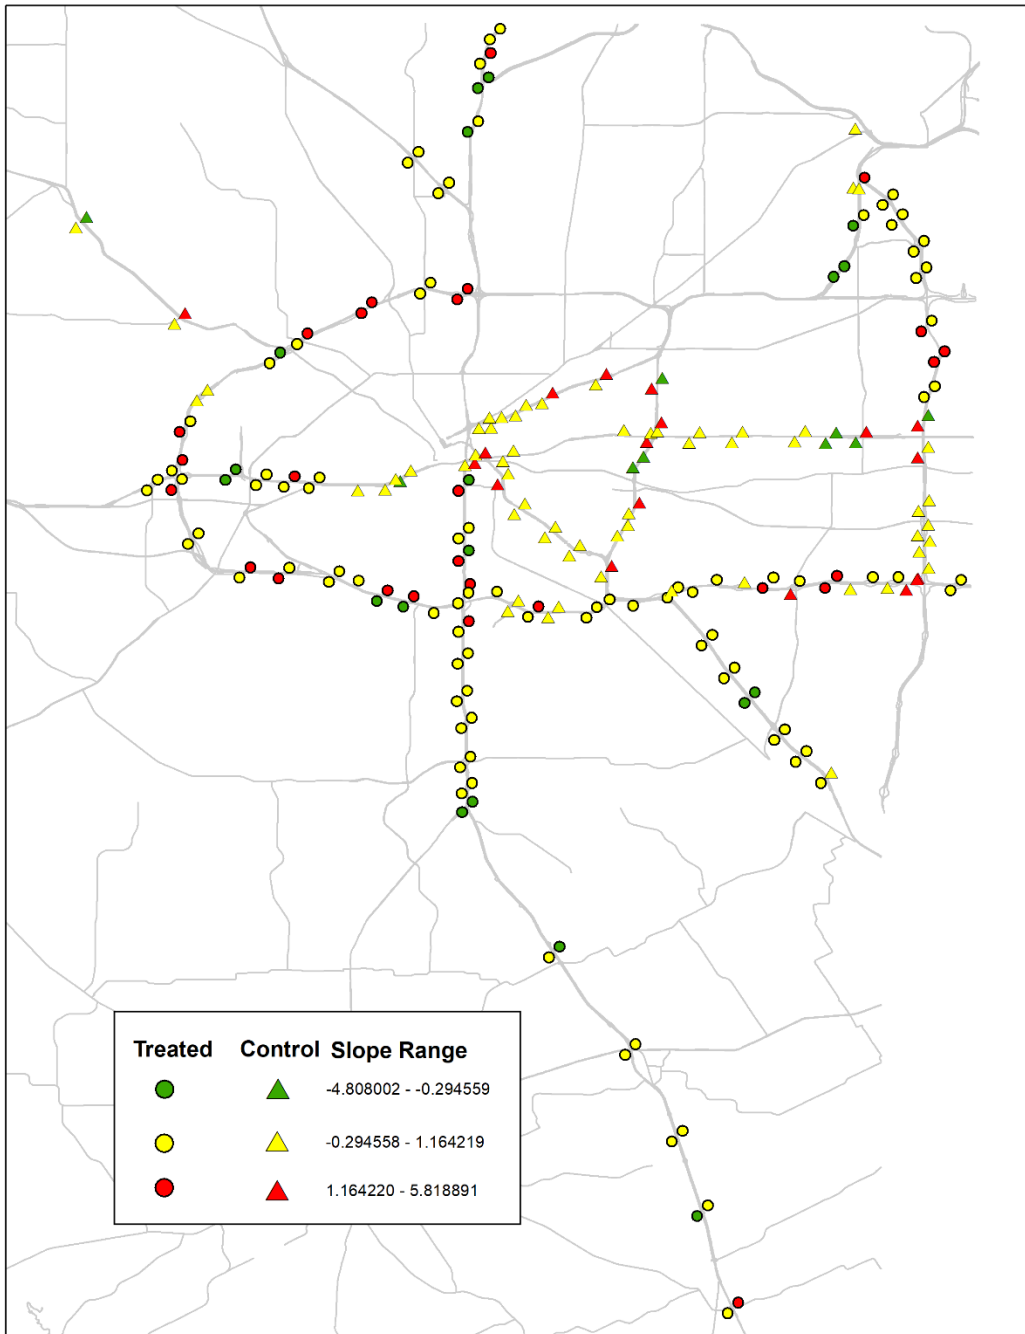 Treated Control Slope Range
-4.808002 - -0.294559
-0.294558 - 1.164219
1.164220 - 5.818891